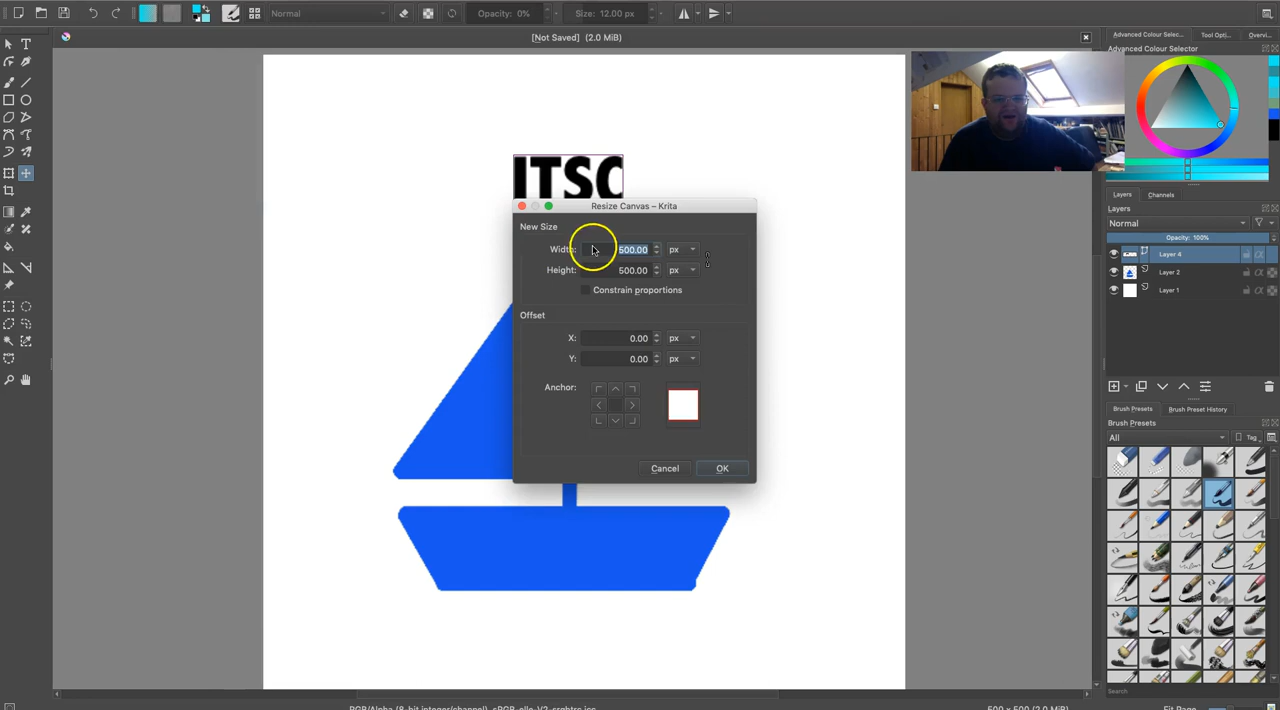 Normal
Opacity: 0%
Size: 12.00 px
[Not Saved] (2.0 MiB)
Advanced Colour Selec...
Tool Opti...
Overvi...
Advanced Colour Selector
ITSC
Resize Canvas – Krita
New Size
Width:
500.00
px
Height:
500.00
px
Constrain proportions
Offset
X:
0.00
px
Y:
0.00
px
Anchor:
Cancel
OK
Layers
Channels
Layers
Normal
Opacity: 100%
Layer 4
Layer 2
Layer 1
Brush Presets
Brush Preset History
Brush Presets
All
Tag
Search
RGB/Alpha (8-bit integer/channel) sRGB-elle-V2-srgbtrc.icc
500 x 500 (2.0 MiB)
Fit Page